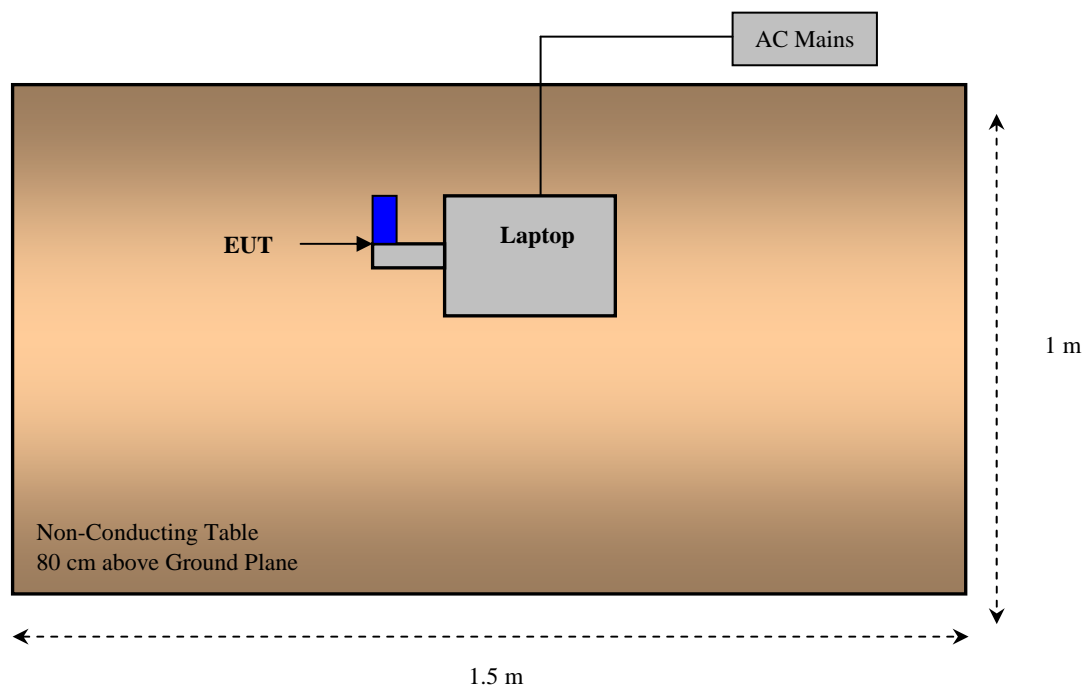 AC Mains
Laptop
EUT
1 m
Non-Conducting Table
80 cm above Ground Plane
1.5 m